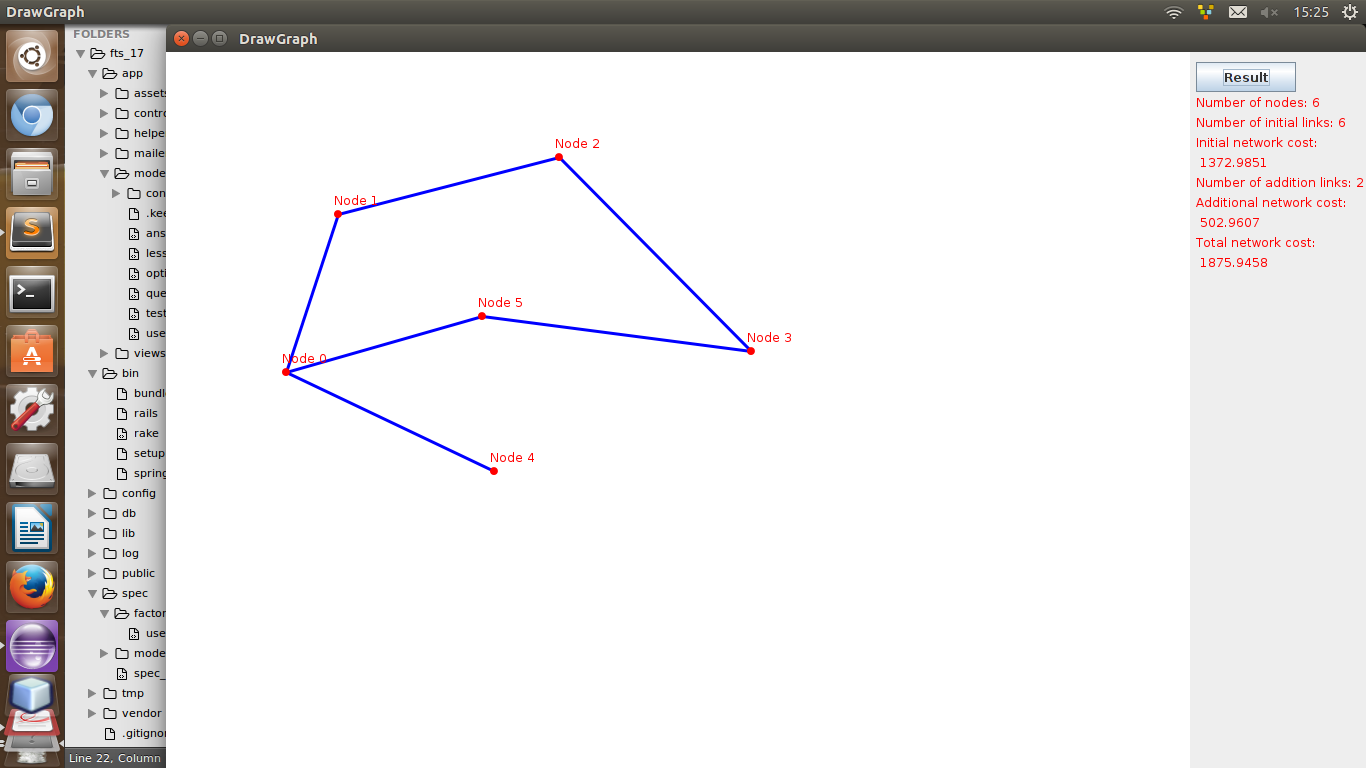 DrawGraph
15:25
FOLDERS
fts_17
app
assets
contro
helpe
maile
mode
con
.kee
ans
less
opti
que
test
use
views
bin
bundl
rails
rake
setup
spring
config
db
lib
log
public
spec
factor
use
mode
spec_
tmp
vendor
.gitignor
Line 22, Column
DrawGraph
Node 2
Node 1
Node 5
Node 3
Node 0
Node 4
Result
Number of nodes: 6
Number of initial links: 6
Initial network cost:
1372.9851
Number of addition links: 2
Additional network cost:
502.9607
Total network cost:
1875.9458